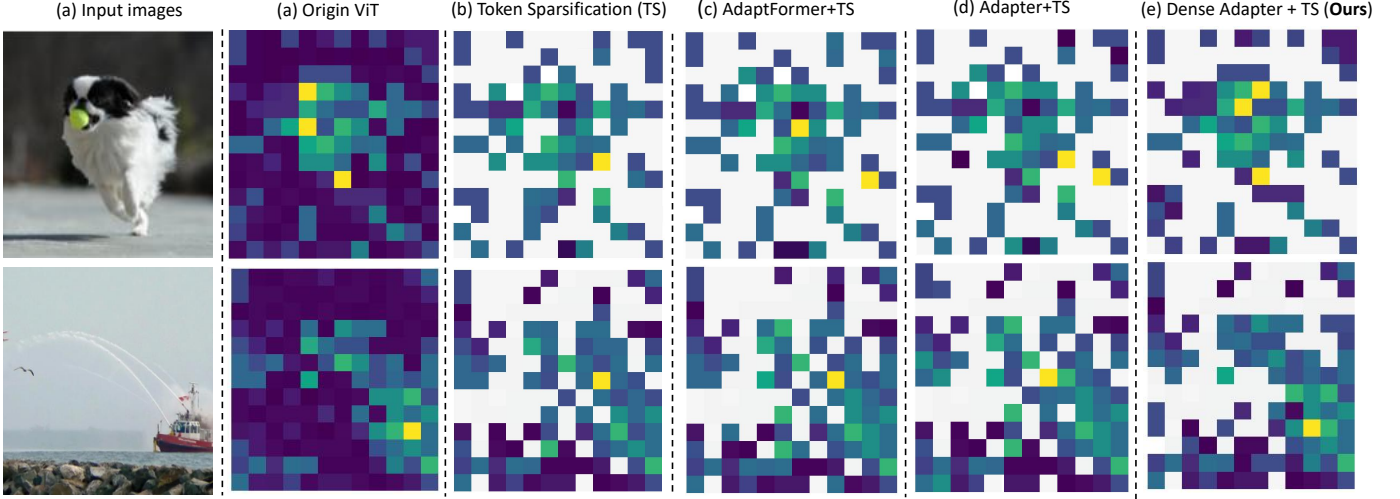 (a) Input images
(a) Origin ViT
(b) Token Sparsification (TS)
(c) AdaptFormer+TS
(d) Adapter+TS
(e) Dense Adapter + TS (Ours)